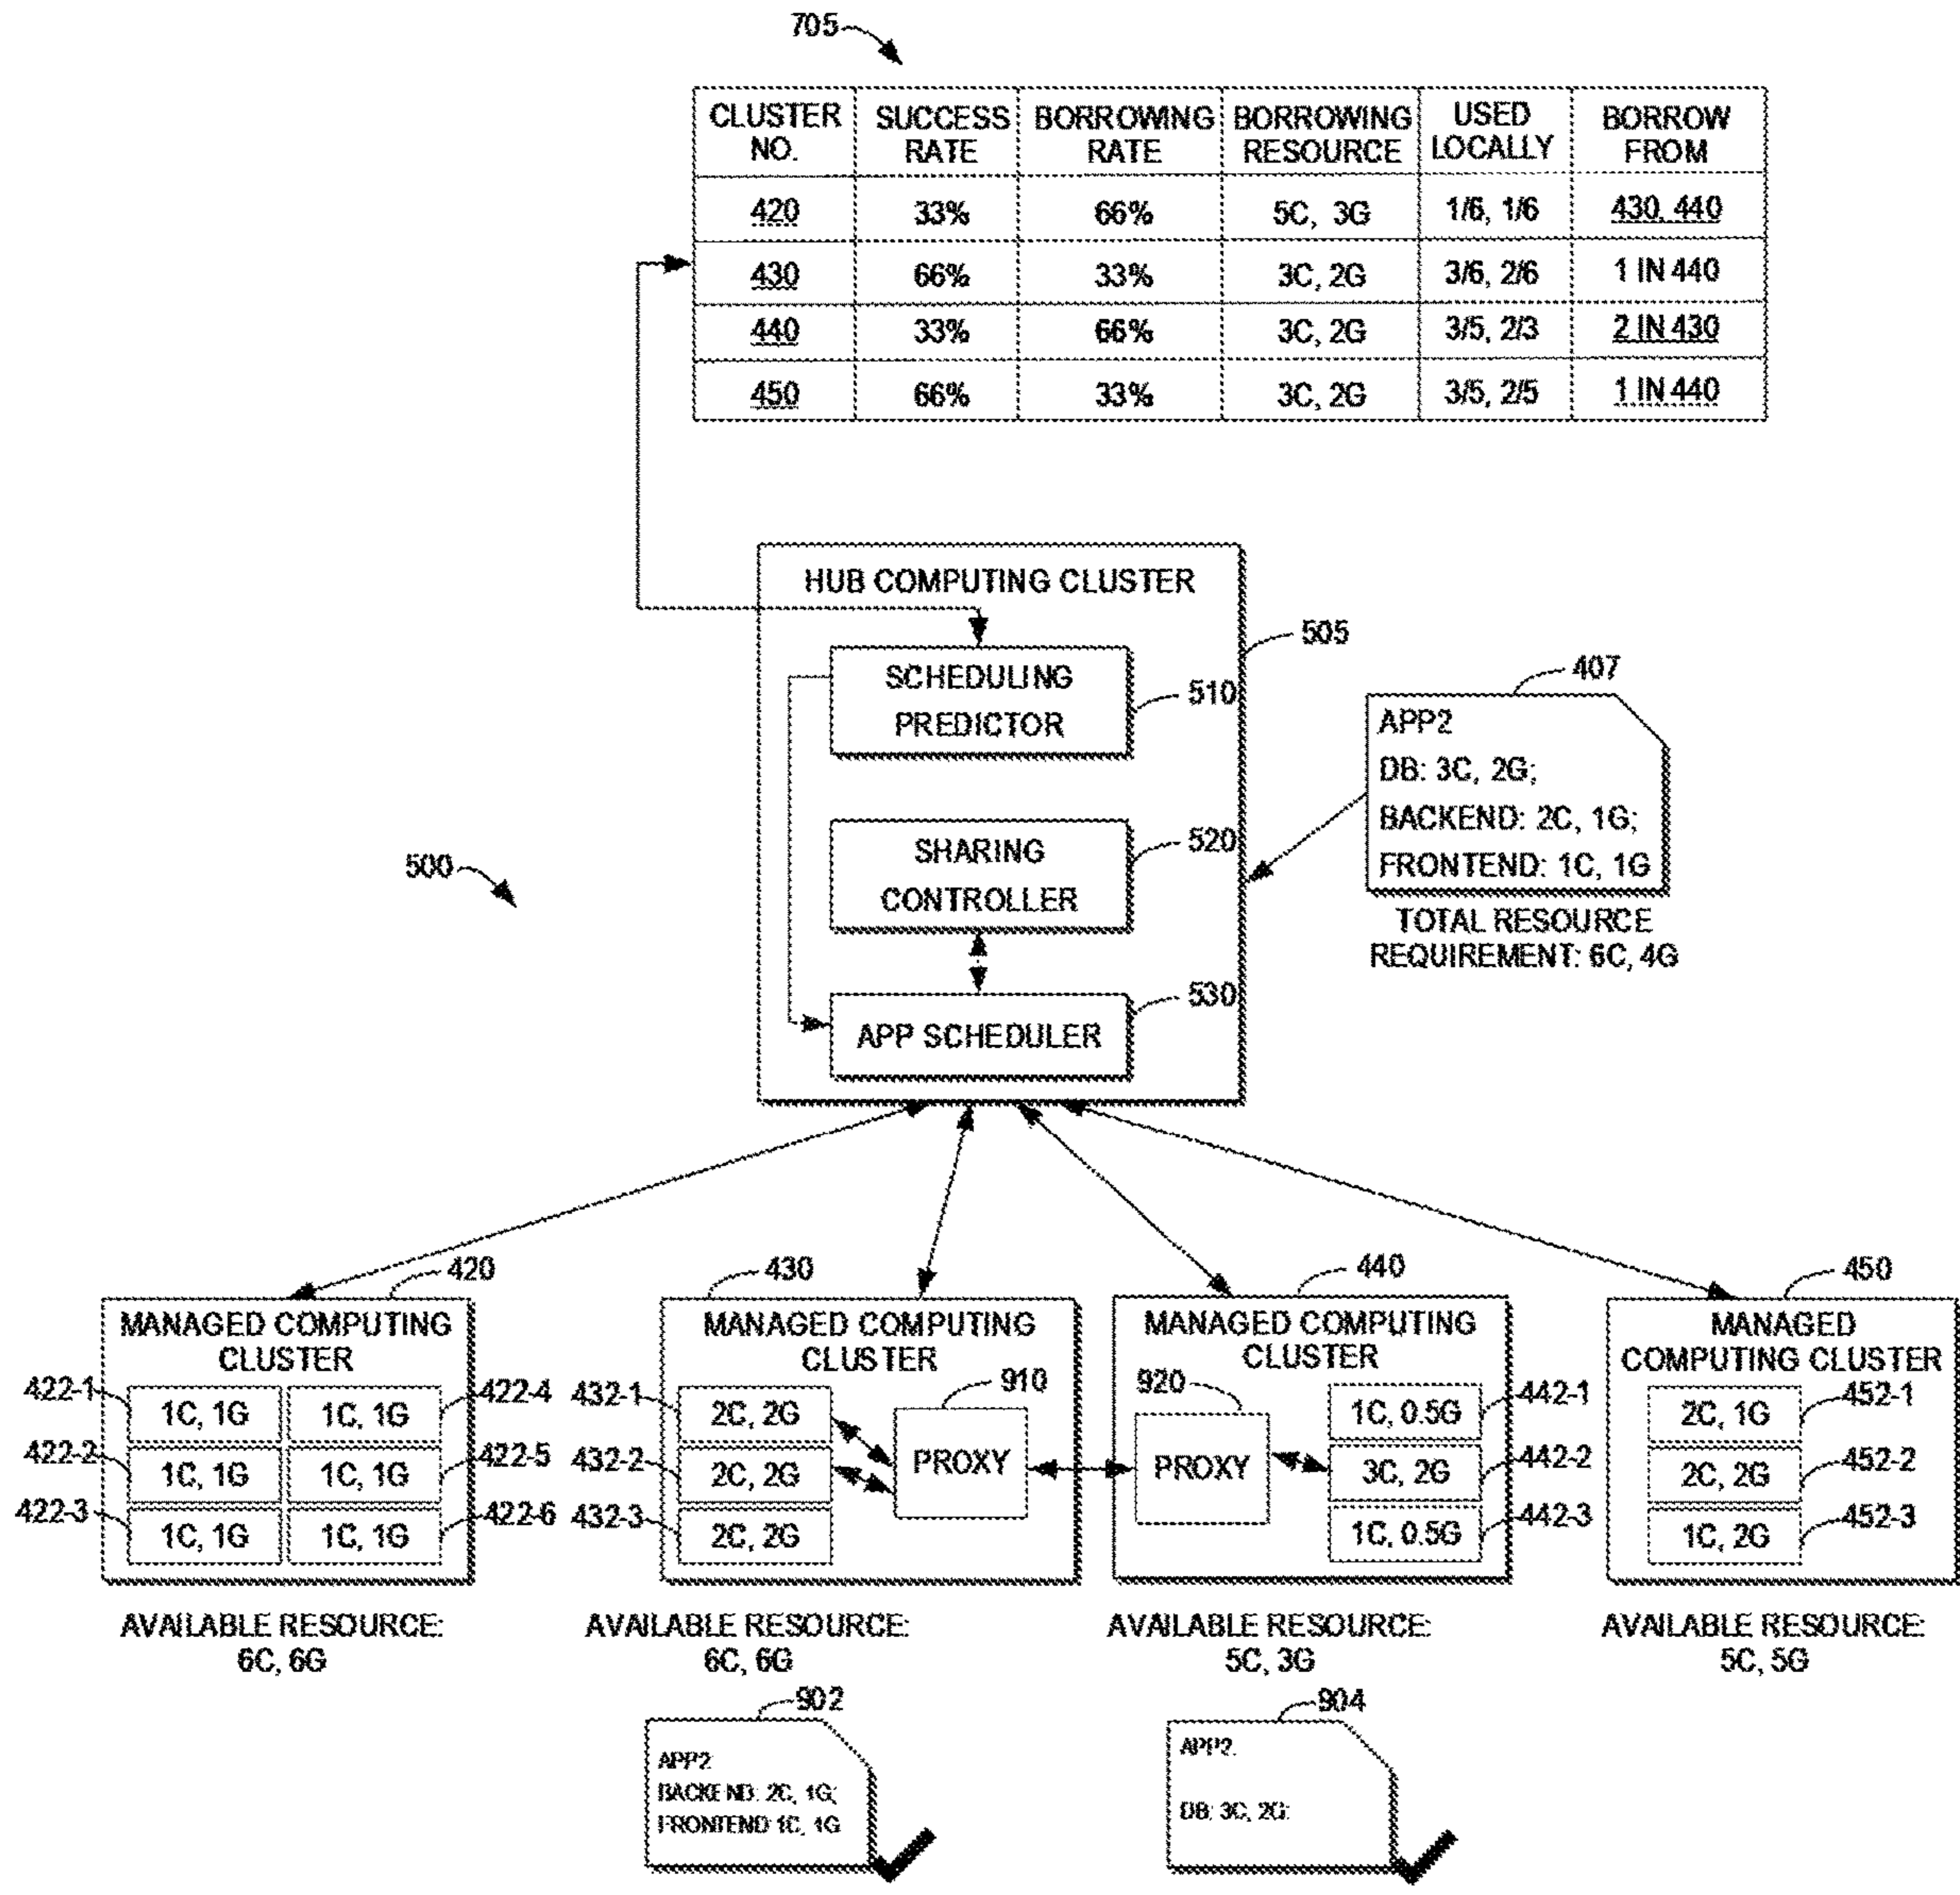 705
CLUSTER NO. SUCCESS RATE BORROWING RATE BORROWING RESOURCE USED LOCALLY BORROW FROM
420 33% 66% 5C, 3G 1/6, 1/6 430, 440
430 66% 33% 3C, 2G 3/6, 2/6 1 IN 440
440 33% 66% 3C, 2G 3/5, 2/3 2 IN 430
450 66% 33% 3C, 2G 3/5, 2/5 1 IN 440
HUB COMPUTING CLUSTER
505
SCHEDULING
PREDICTOR
510
407
APP2
DB: 3C, 2G;
BACKEND: 2C, 1G;
FRONTEND: 1C, 1G
TOTAL RESOURCE
REQUIREMENT: 6C, 4G
500
SHARING
CONTROLLER
520
APP SCHEDULER
530
420
MANAGED COMPUTING
CLUSTER
422-1 1C, 1G 1C, 1G 422-4
422-2 1C, 1G 1C, 1G 422-5
422-3 1C, 1G 1C, 1G 422-6
AVAILABLE RESOURCE:
6C, 6G
430
MANAGED COMPUTING
CLUSTER
432-1 2C, 2G
432-2 2C, 2G
432-3 2C, 2G
910
PROXY
AVAILABLE RESOURCE:
6C, 6G
440
MANAGED COMPUTING
CLUSTER
920
PROXY
1C, 0.5G 442-1
3C, 2G 442-2
1C, 0.5G 442-3
AVAILABLE RESOURCE:
5C, 3G
450
MANAGED
COMPUTING CLUSTER
2C, 1G 452-1
2C, 2G 452-2
1C, 2G 452-3
AVAILABLE RESOURCE:
5C, 5G
902
APP2
BACKEND: 2C, 1G;
FRONTEND 1C, 1G
904
APP2.
DB: 3C, 2G;